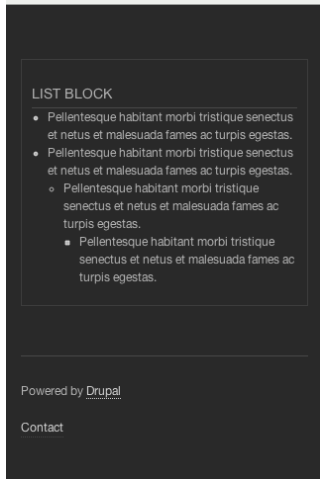 LIST BLOCK
Pellentesque habitant morbi tristique senectus
et netus et malesuada fames ac turpis egestas.
Pellentesque habitant morbi tristique senectus
et netus et malesuada fames ac turpis egestas.
Pellentesque habitant morbi tristique
senectus et netus et malesuada fames ac
turpis egestas.
Pellentesque habitant morbi tristique
senectus et netus et malesuada fames ac
turpis egestas.
Powered by Drupal
Contact